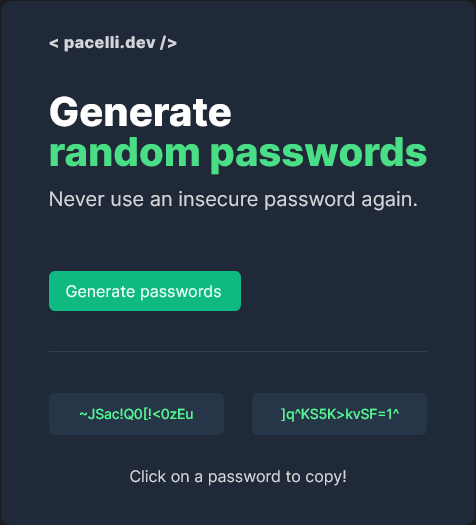 < pacelli.dev />
Generate
random passwords
Never use an insecure password again.
Generate passwords
~JSac!Q0[!<0zEu
]q^KS5K>kvSF=1^
Click on a password to copy!